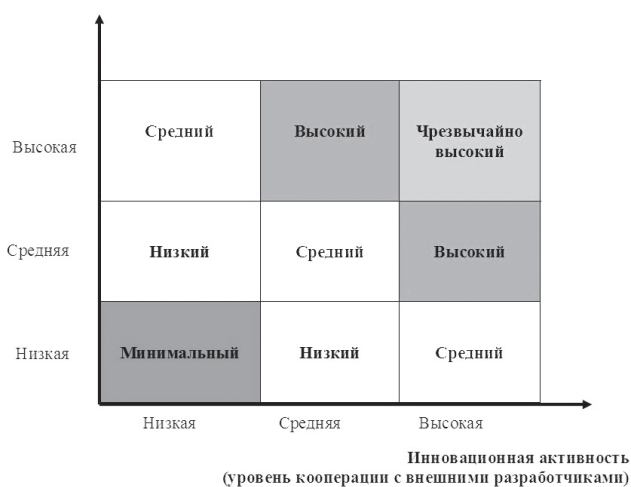 Высокая
Средний
Высокий
Чрезвычайно
высокий
Средняя
Низкий
Средний
Высокий
Низкая
Минимальный
Низкий
Средний
Низкая
Средняя
Высокая
Инновационная активность
(уровень кооперации с внешними разработчиками)